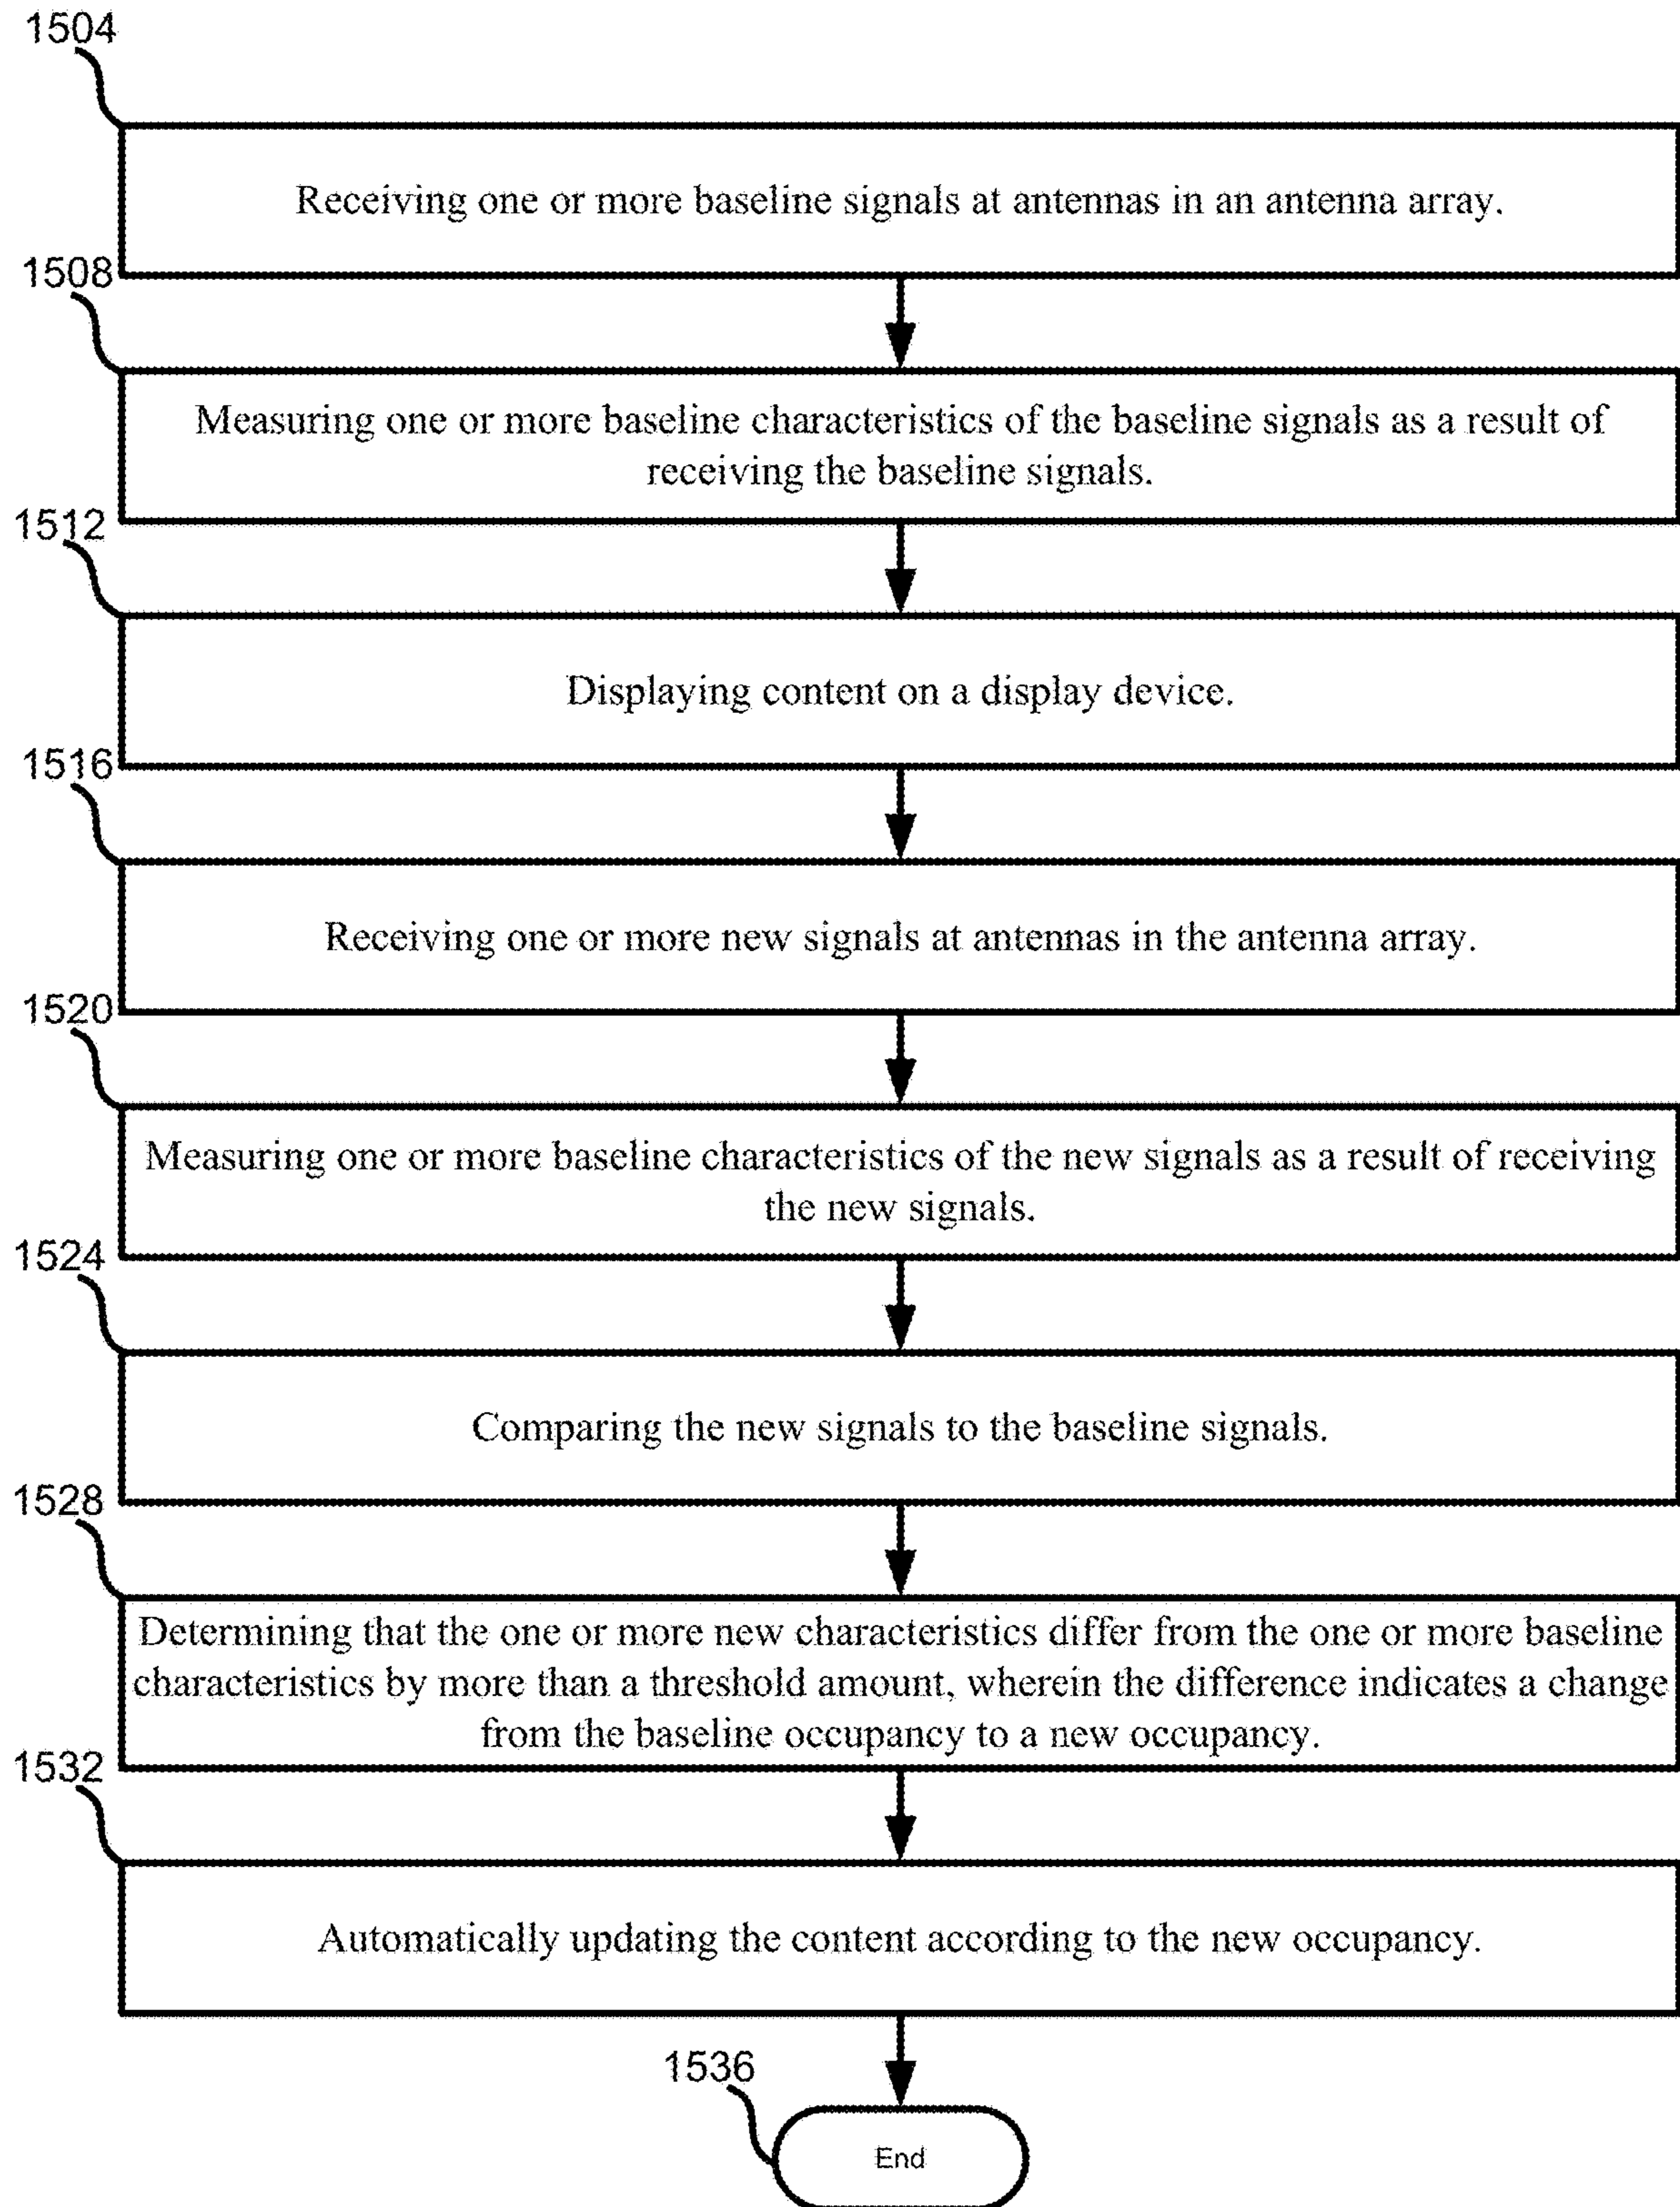 1504
Receiving one or more baseline signals at antennas in an antenna array.
1508
Measuring one or more baseline characteristics of the baseline signals as a result of
receiving the baseline signals.
1512
Displaying content on a display device.
1516
Receiving one or more new signals at antennas in the antenna array.
1520
Measuring one or more baseline characteristics of the new signals as a result of receiving
the new signals.
1524
Comparing the new signals to the baseline signals.
1528
Determining that the one or more new characteristics differ from the one or more baseline
characteristics by more than a threshold amount, wherein the difference indicates a change
from the baseline occupancy to a new occupancy.
1532
Automatically updating the content according to the new occupancy.
1536
End